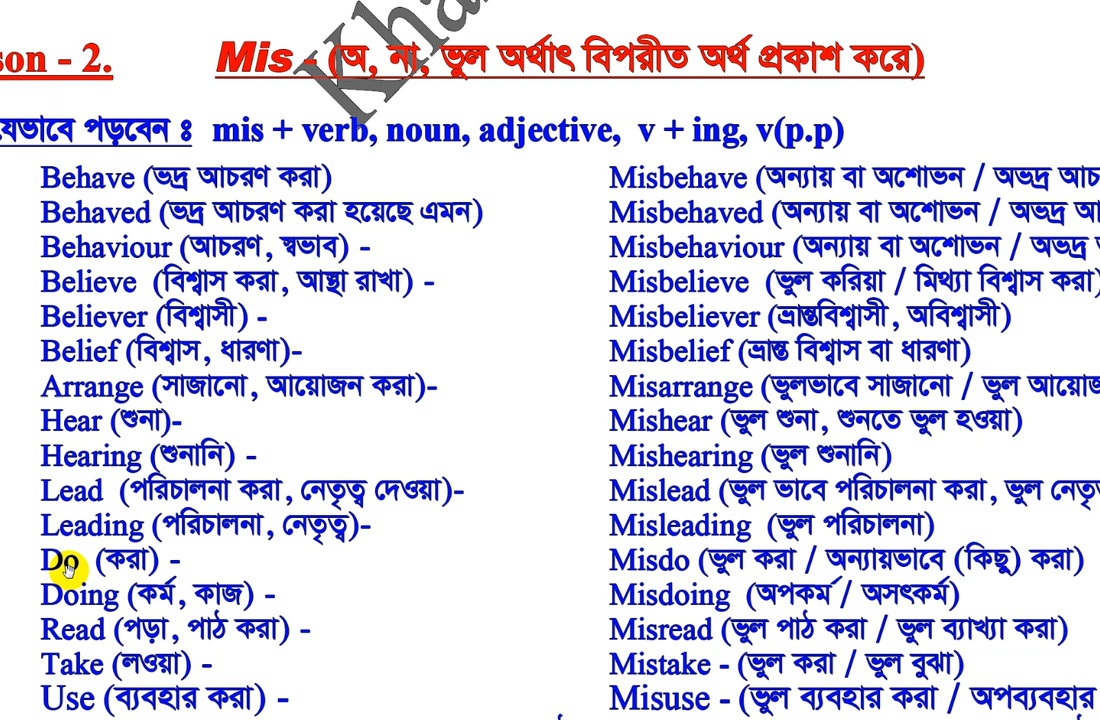 son - 2. Mis - (অ, না, ভুল অর্থাৎ বিপরীত অর্থ প্রকাশ করে)
যেভাবে পড়বেন ঃ mis + verb, noun, adjective, v + ing, v(p.p)
Behave (ভদ্র আচরণ করা) Misbehave (অন্যায় বা অশোভন / অভদ্র আচ
Behaved (ভদ্র আচরণ করা হয়েছে এমন) Misbehaved (অন্যায় বা অশোভন / অভদ্র আ
Behaviour (আচরণ, স্বভাব) - Misbehaviour (অন্যায় বা অশোভন / অভদ্র
Believe (বিশ্বাস করা, আস্থা রাখা) - Misbelieve (ভুল করিয়া / মিথ্যা বিশ্বাস করা)
Believer (বিশ্বাসী) - Misbeliever (ভ্রান্তবিশ্বাসী, অবিশ্বাসী)
Belief (বিশ্বাস, ধারণা)- Misbelief (ভ্রান্ত বিশ্বাস বা ধারণা)
Arrange (সাজানো, আয়োজন করা)- Misarrange (ভুলভাবে সাজানো / ভুল আয়োজ
Hear (শুনা)- Mishear (ভুল শুনা, শুনতে ভুল হওয়া)
Hearing (শুনানি) - Mishearing (ভুল শুনানি)
Lead (পরিচালনা করা, নেতৃত্ব দেওয়া)- Mislead (ভুল ভাবে পরিচালনা করা, ভুল নেতৃ
Leading (পরিচালনা, নেতৃত্ব)- Misleading (ভুল পরিচালনা)
Do (করা) - Misdo (ভুল করা / অন্যায়ভাবে (কিছু) করা)
Doing (কর্ম, কাজ) - Misdoing (অপকর্ম / অসৎকর্ম)
Read (পড়া, পাঠ করা) - Misread (ভুল পাঠ করা / ভুল ব্যাখ্যা করা)
Take (লওয়া) - Mistake - (ভুল করা / ভুল বুঝা)
Use (ব্যবহার করা) - Misuse - (ভুল ব্যবহার করা / অপব্যবহার